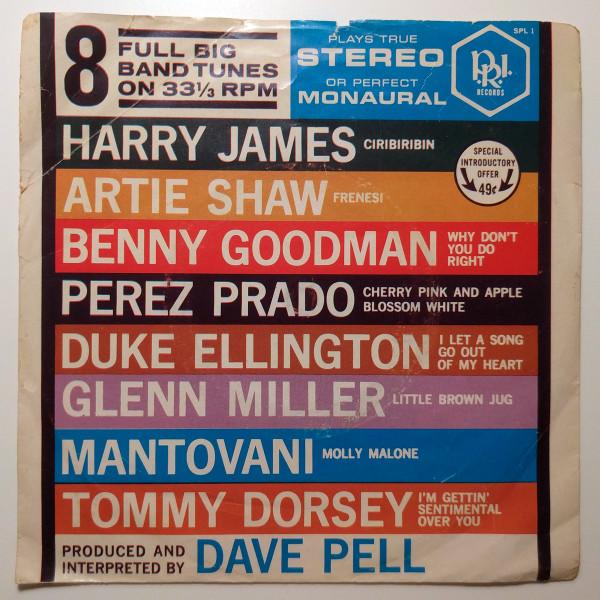 8 FULL BIG
BAND TUNES
ON 33⅓ RPM
PLAYS TRUE
STEREO
OR PERFECT
MONAURAL
SPL 1
P.R.I.
RECORDS
HARRY JAMES CIRIBIRIBIN
SPECIAL
INTRODUCTORY
OFFER
49¢
ARTIE SHAW FRENESI
BENNY GOODMAN WHY DON'T
YOU DO
RIGHT
PEREZ PRADO CHERRY PINK AND APPLE
BLOSSOM WHITE
DUKE ELLINGTON I LET A SONG
GO OUT
OF MY HEART
GLENN MILLER LITTLE BROWN JUG
MANTOVANI MOLLY MALONE
TOMMY DORSEY I'M GETTIN'
SENTIMENTAL
OVER YOU
PRODUCED AND
INTERPRETED BY DAVE PELL